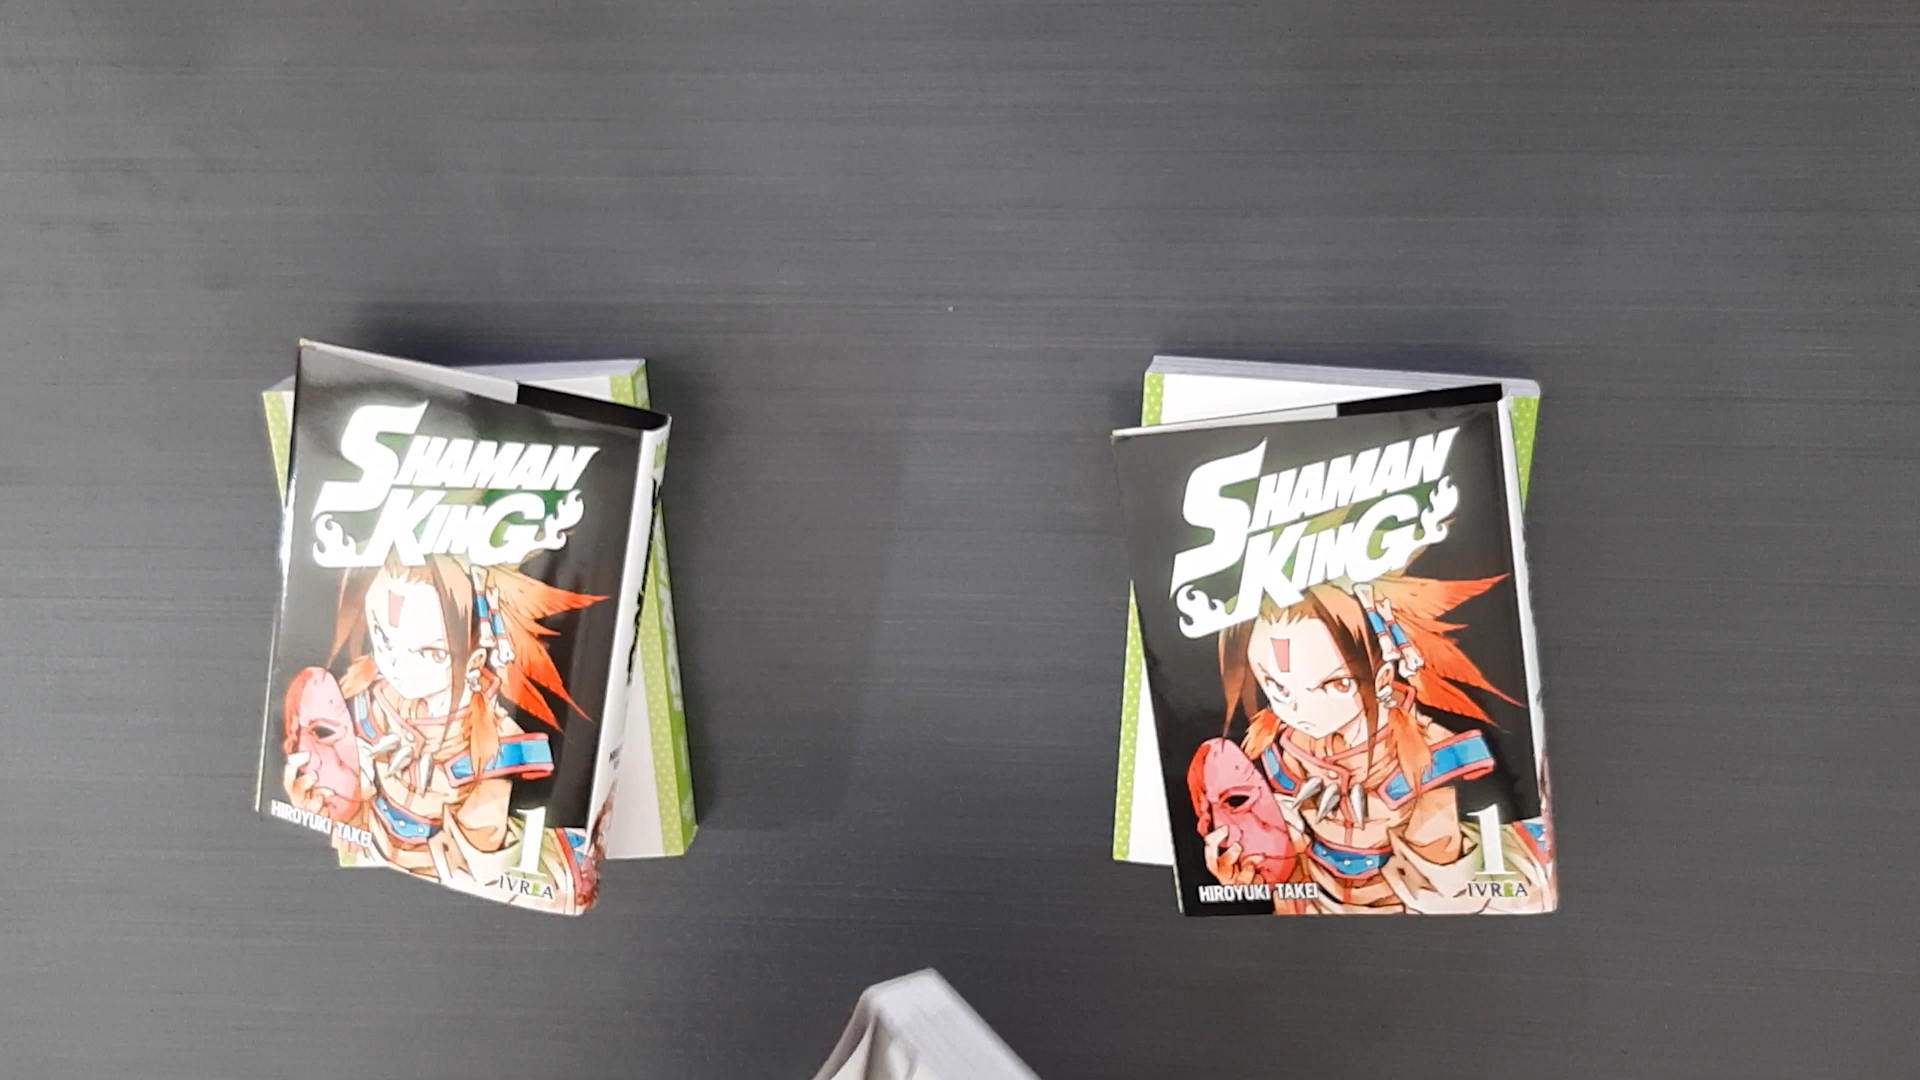 SHAMAN
KING
HIROYUKI TAKEI
1
IVREA
SHAMAN
KING
HIROYUKI TAKEI
1
IVREA